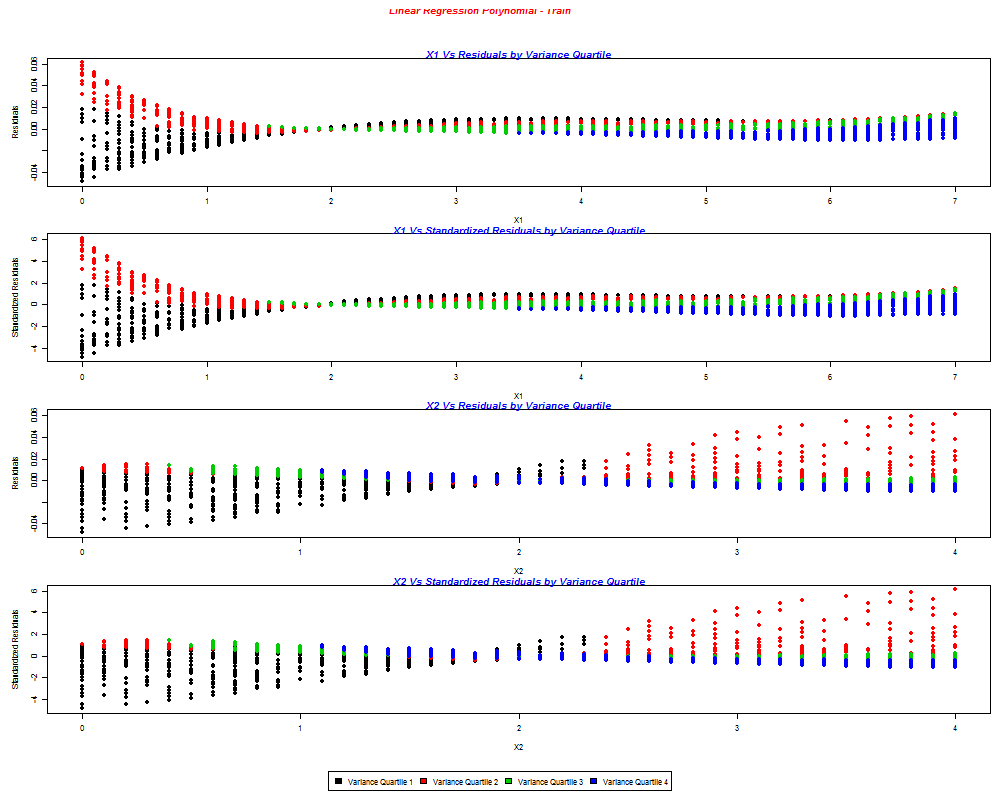 Linear Regression Polynomial - Train
X1 Vs Residuals by Variance Quartile
Residuals
-0.04 0.00 0.02 0.04 0.06
0 1 2 3 4 5 6 7
X1
X1 Vs Standardized Residuals by Variance Quartile
Standardized Residuals
-4 -2 0 2 4 6
0 1 2 3 4 5 6 7
X1
X2 Vs Residuals by Variance Quartile
Residuals
-0.04 0.00 0.02 0.04 0.06
0 1 2 3 4
X2
X2 Vs Standardized Residuals by Variance Quartile
Standardized Residuals
-4 -2 0 2 4 6
0 1 2 3 4
X2
Variance Quartile 1 Variance Quartile 2 Variance Quartile 3 Variance Quartile 4